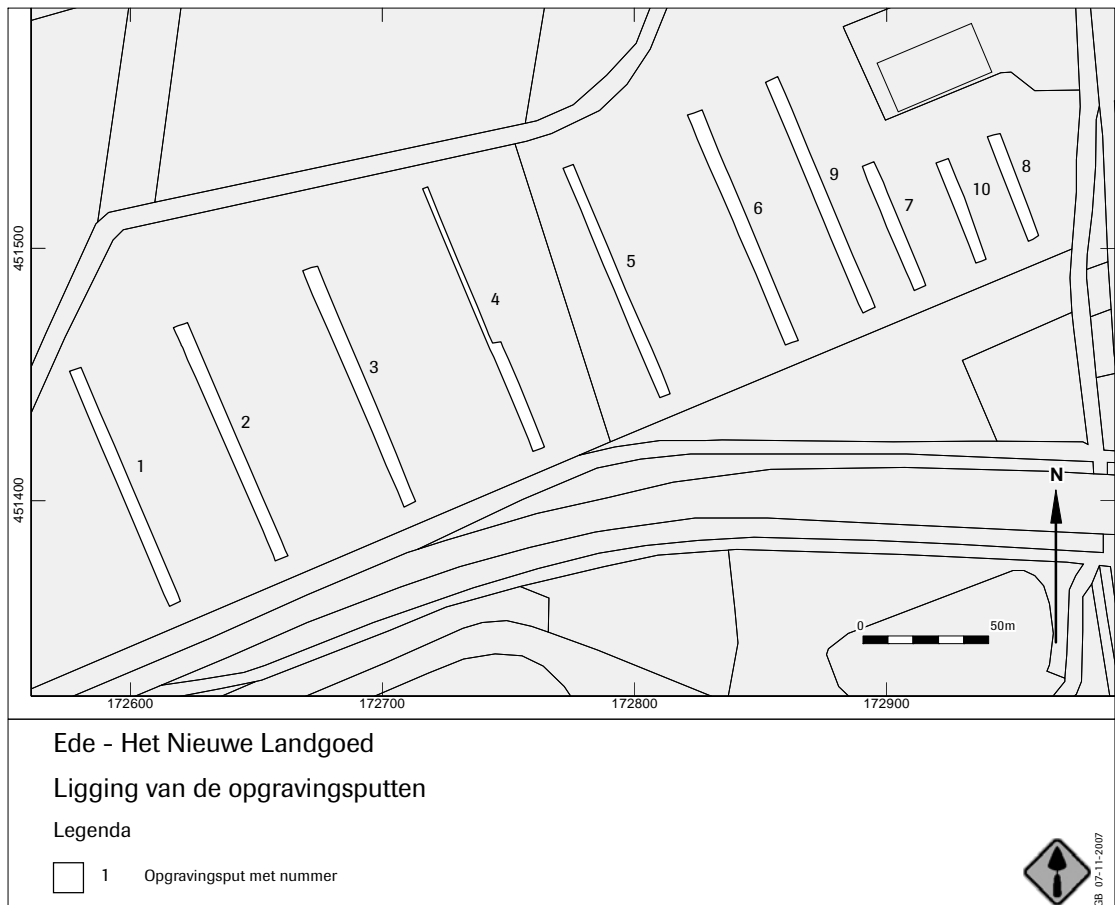 8
9
10
7
6
5
4
3
2
1
451500
451400
N
0 50m
172600 172700 172800 172900
Ede - Het Nieuwe Landgoed
Ligging van de opgravingsputten
Legenda
1 Opgravingsput met nummer
GB 07-11-2007